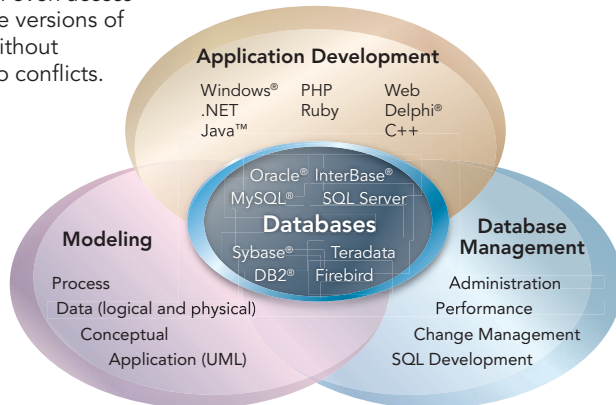 e versions of
without
o conflicts.
Application Development
Windows® PHP Web
.NET Ruby Delphi®
Java™ C++
Oracle® InterBase®
MySQL® SQL Server
Databases
Sybase® Teradata
DB2® Firebird
Modeling
Process
Data (logical and physical)
Conceptual
Application (UML)
Database
Management
Administration
Performance
Change Management
SQL Development